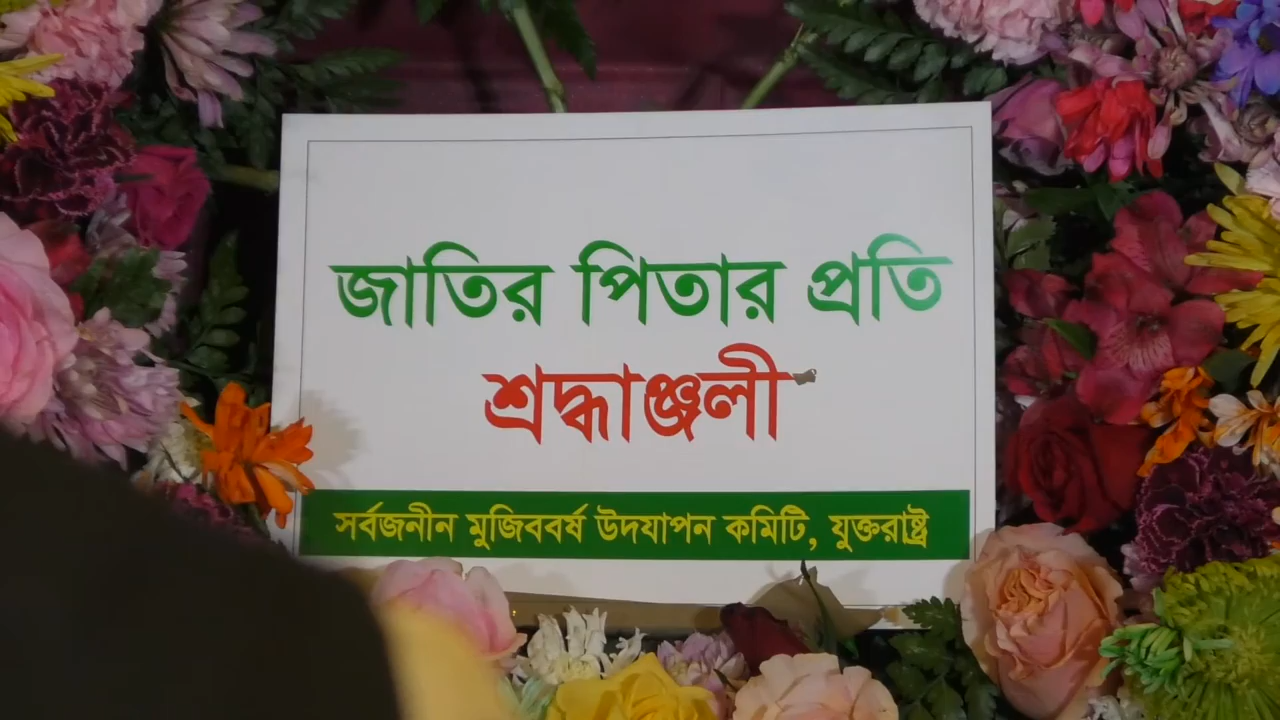 জাতির পিতার প্রতি
শ্রদ্ধাঞ্জলী
সর্বজনীন মুজিববর্ষ উদযাপন কমিটি, যুক্তরাষ্ট্র